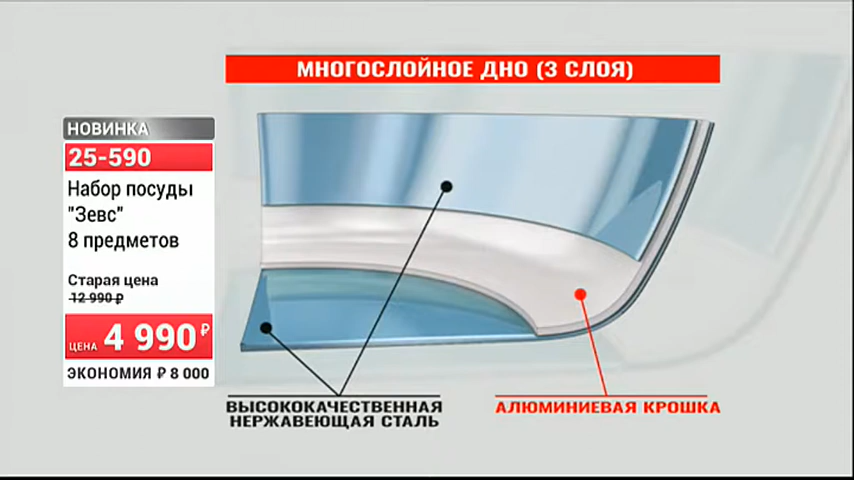 МНОГОСЛОЙНОЕ ДНО (3 СЛОЯ)
НОВИНКА
25-590
Набор посуды
"Зевс"
8 предметов
Старая цена
12 990 ₽
ЦЕНА 4 990 ₽
ЭКОНОМИЯ ₽ 8 000
ВЫСОКОКАЧЕСТВЕННАЯ
НЕРЖАВЕЮЩАЯ СТАЛЬ
АЛЮМИНИЕВАЯ КРОШКА